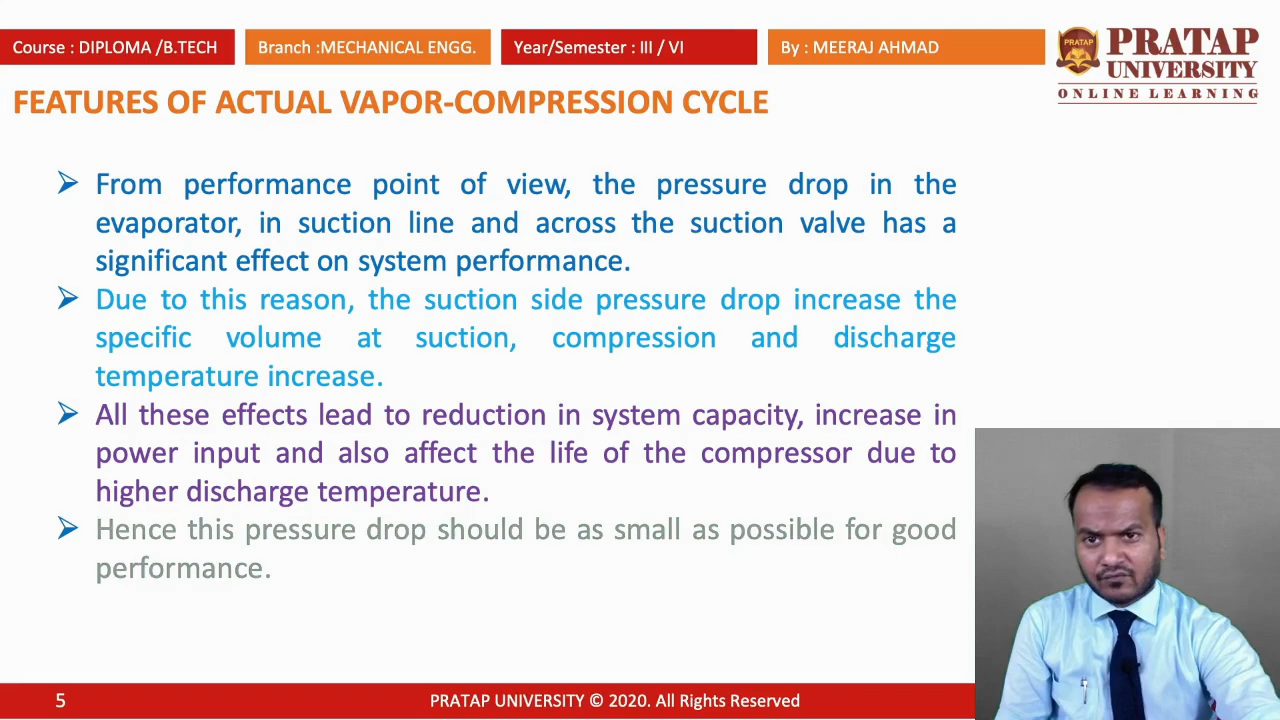 Course : DIPLOMA /B.TECH
Branch :MECHANICAL ENGG.
Year/Semester : III / VI
By : MEERAJ AHMAD
PRATAP
PRATAP
UNIVERSITY
ONLINE LEARNING
FEATURES OF ACTUAL VAPOR-COMPRESSION CYCLE
From performance point of view, the pressure drop in the
evaporator, in suction line and across the suction valve has a
significant effect on system performance.
Due to this reason, the suction side pressure drop increase the
specific volume at suction, compression and discharge
temperature increase.
All these effects lead to reduction in system capacity, increase in
power input and also affect the life of the compressor due to
higher discharge temperature.
Hence this pressure drop should be as small as possible for good
performance.
5
PRATAP UNIVERSITY © 2020. All Rights Reserved